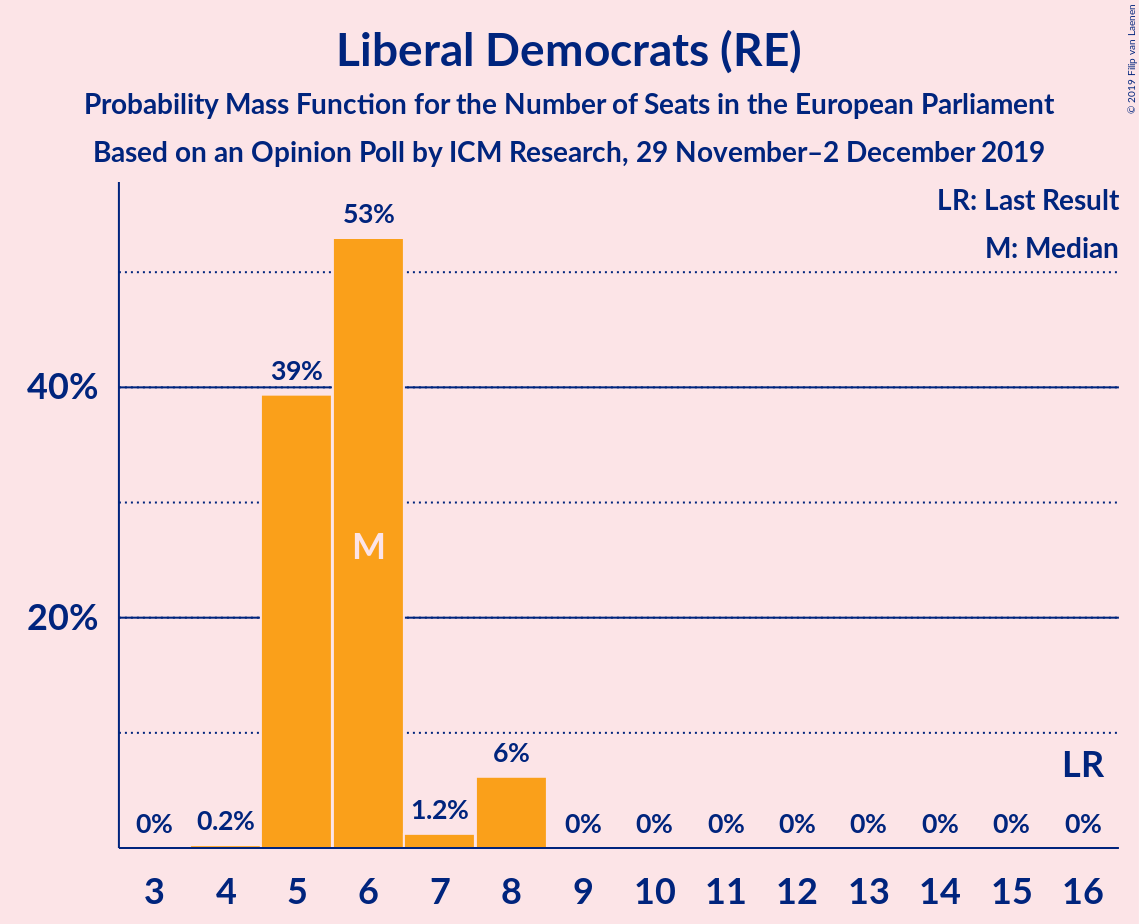 © 2019 Filip van Laenen
Liberal Democrats (RE)
Probability Mass Function for the Number of Seats in the European Parliament
Based on an Opinion Poll by ICM Research, 29 November–2 December 2019
LR: Last Result
M: Median
53%
39%
40%
M
20%
6%
LR
1.2%
0% 0.2% 0% 0% 0% 0% 0% 0% 0% 0%
3 4 5 6 7 8 9 10 11 12 13 14 15 16